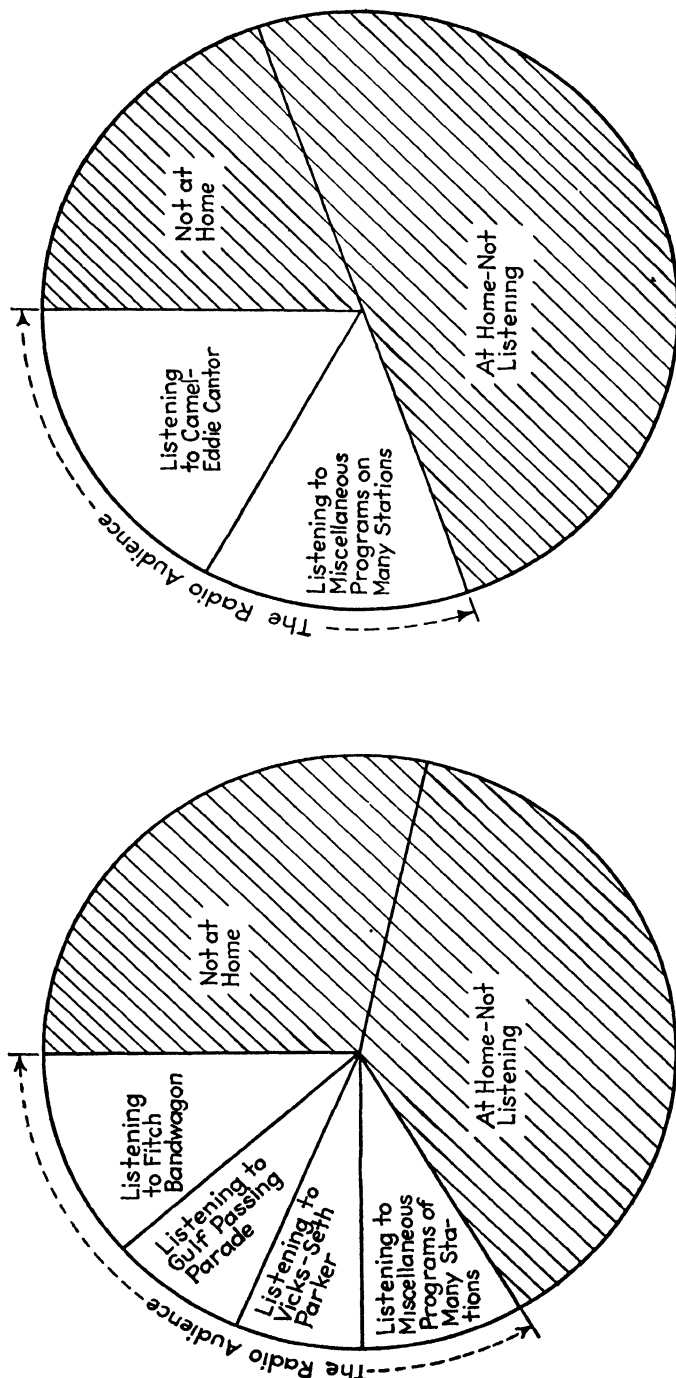 Not at
Home
Listening
to Camel-
Eddie Cantor
Listening to
Miscellaneous
Programs on
Many Stations
At Home-Not
Listening
The Radio Audience
Not at
Home
Listening
to Fitch
Bandwagon
Listening to
Gulf Passing
Parade
Listening to
Vicks-Seth
Parker
Listening to
Miscellaneous
Programs of
Many Sta-
tions
At Home-Not
Listening
The Radio Audience